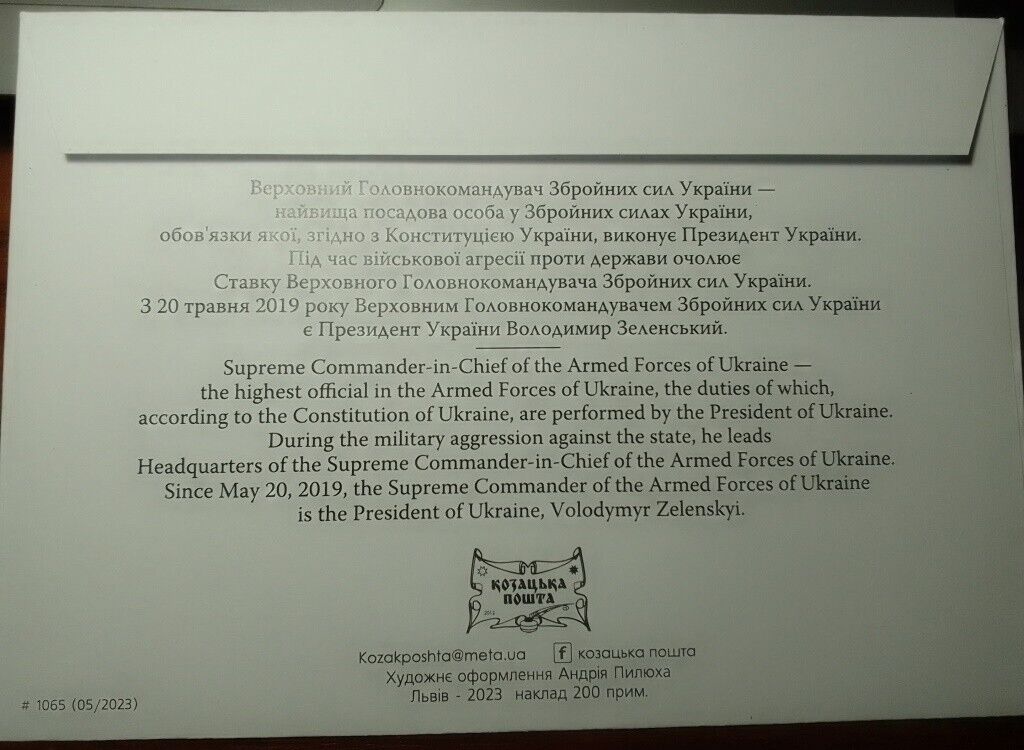 Верховний Головнокомандувач Збройних сил України —
найвища посадова особа у Збройних силах України,
обов'язки якої, згідно з Конституцією України, виконує Президент України.
Під час військової агресії проти держави очолює
Ставку Верховного Головнокомандувача Збройних сил України.
З 20 травня 2019 року Верховним Головнокомандувачем Збройних сил України
є Президент України Володимир Зеленський.
Supreme Commander-in-Chief of the Armed Forces of Ukraine —
the highest official in the Armed Forces of Ukraine, the duties of which,
according to the Constitution of Ukraine, are performed by the President of Ukraine.
During the military aggression against the state, he leads
Headquarters of the Supreme Commander-in-Chief of the Armed Forces of Ukraine.
Since May 20, 2019, the Supreme Commander of the Armed Forces of Ukraine
is the President of Ukraine, Volodymyr Zelenskyi.
КОЗАЦЬКА
ПОШТА
Kozakposhta@meta.ua f козацька пошта
Художнє оформлення Андрія Пилюха
Львів - 2023 наклад 200 прим.
# 1065 (05/2023)